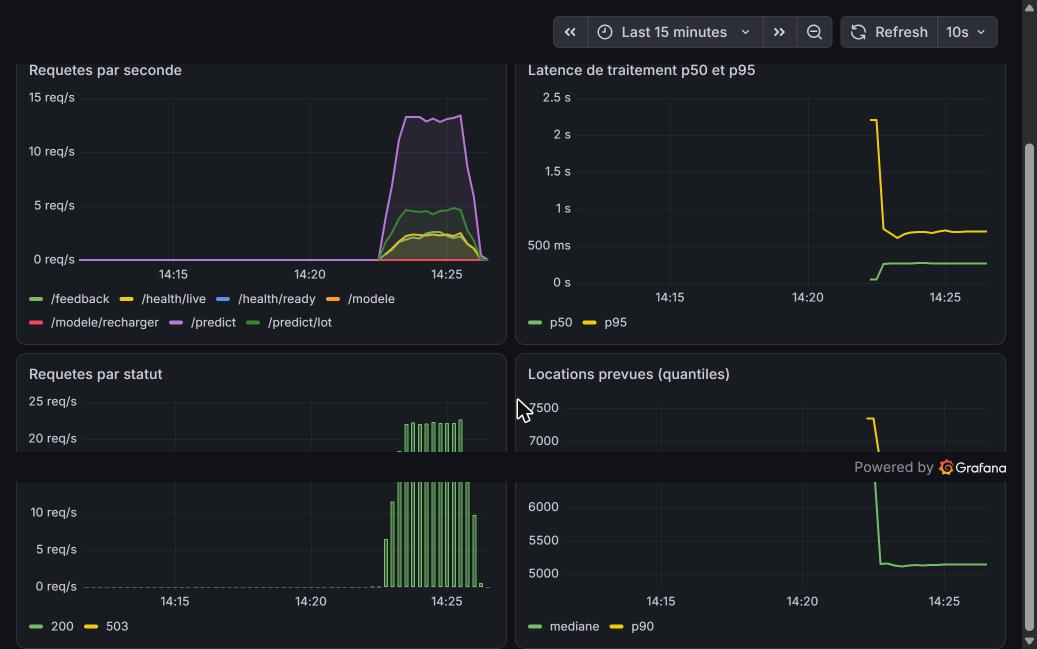 Last 15 minutes Refresh 10s
Requetes par seconde
15 req/s
10 req/s
5 req/s
0 req/s
14:15 14:20 14:25
/feedback /health/live /health/ready /modele
/modele/recharger /predict /predict/lot
Latence de traitement p50 et p95
2.5 s
2 s
1.5 s
1 s
500 ms
0 s
14:15 14:20 14:25
p50 p95
Requetes par statut
25 req/s
20 req/s
10 req/s
5 req/s
0 req/s
14:15 14:20 14:25
200 503
Locations prevues (quantiles)
7500
7000
Powered by Grafana
6000
5500
5000
14:15 14:20 14:25
mediane p90